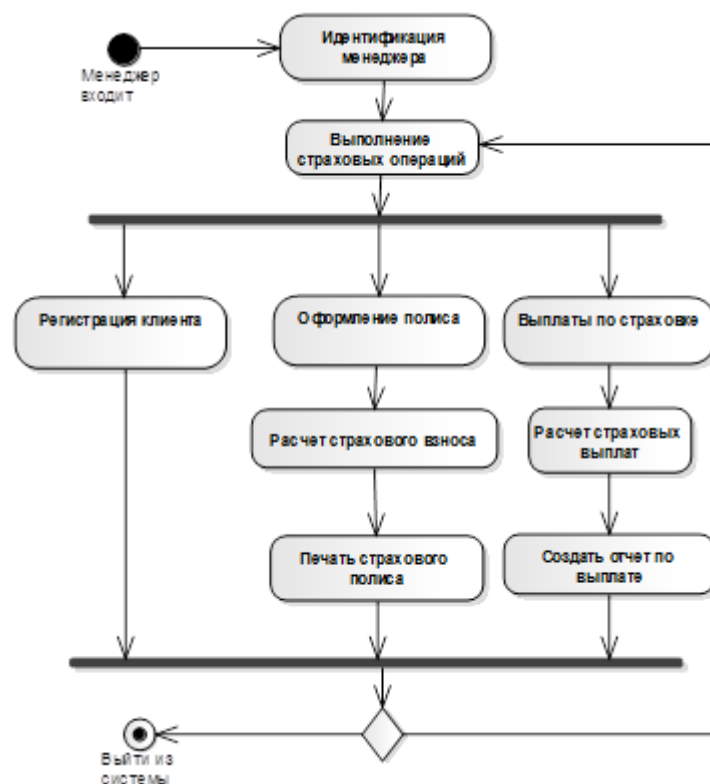 Идентификация
менеджера
Менеджер
входит
Выполнение
страховых операций
Регистрация клиента
Оформление полиса
Выплаты по страховке
Расчет страхового взноса
Расчет страховых
выплат
Печать страхового
полиса
Создать отчет по
выплате
Выйти из
системы